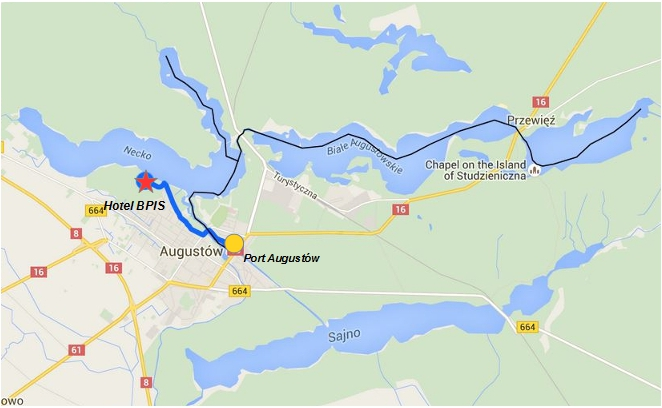 16
Przewięź
Necko
Białe Augustowskie
Chapel on the Island
of Studzieniczna
Turystyczna
Hotel BPIS
664
16
8
Augustów
Port Augustów
16
664
664
Sajno
61
8
16
8
owo